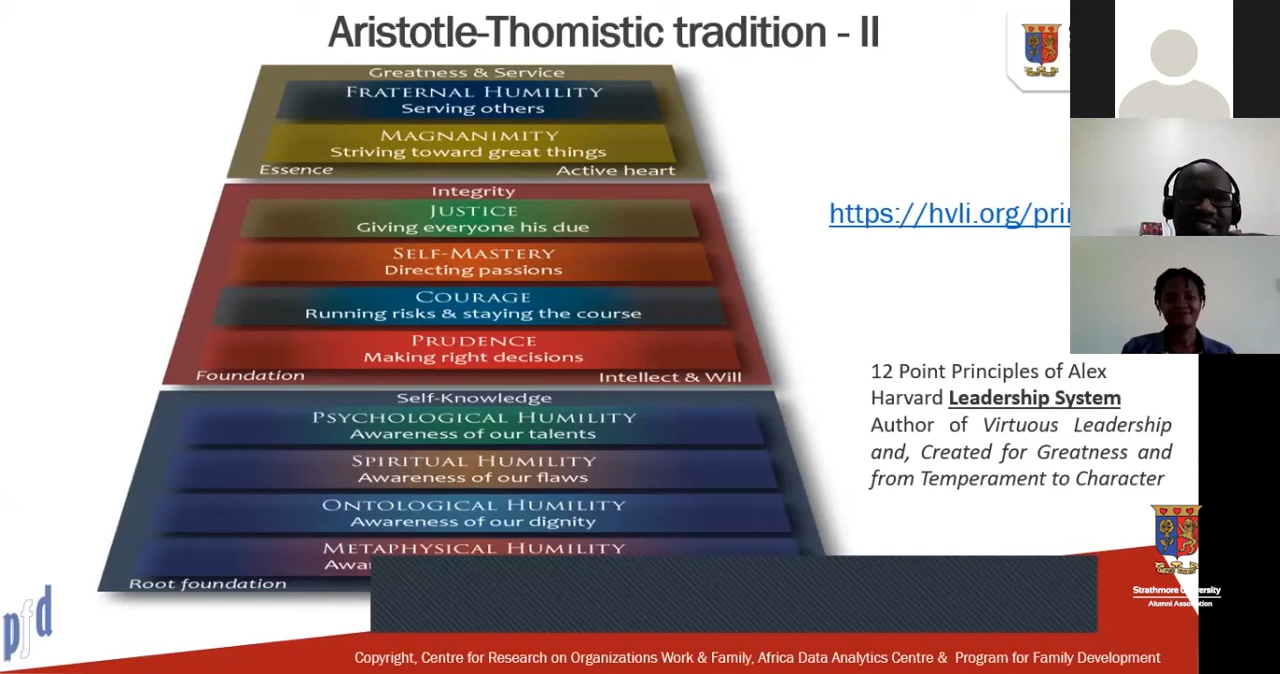 Aristotle-Thomistic tradition - II
Greatness & Service
FRATERNAL HUMILITY
Serving others
MAGNANIMITY
Striving toward great things
Essence Active heart
Integrity
JUSTICE
Giving everyone his due
SELF-MASTERY
Directing passions
COURAGE
Running risks & staying the course
PRUDENCE
Making right decisions
Foundation Intellect & Will
Self-Knowledge
PSYCHOLOGICAL HUMILITY
Awareness of our talents
SPIRITUAL HUMILITY
Awareness of our flaws
ONTOLOGICAL HUMILITY
Awareness of our dignity
METAPHYSICAL HUMILITY
Root foundation
https://hvli.org/pri
12 Point Principles of Alex
Harvard Leadership System
Author of Virtuous Leadership
and, Created for Greatness and
from Temperament to Character
Strathmore University
Alumni Association
pfd
Copyright, Centre for Research on Organizations Work & Family, Africa Data Analytics Centre & Program for Family Development